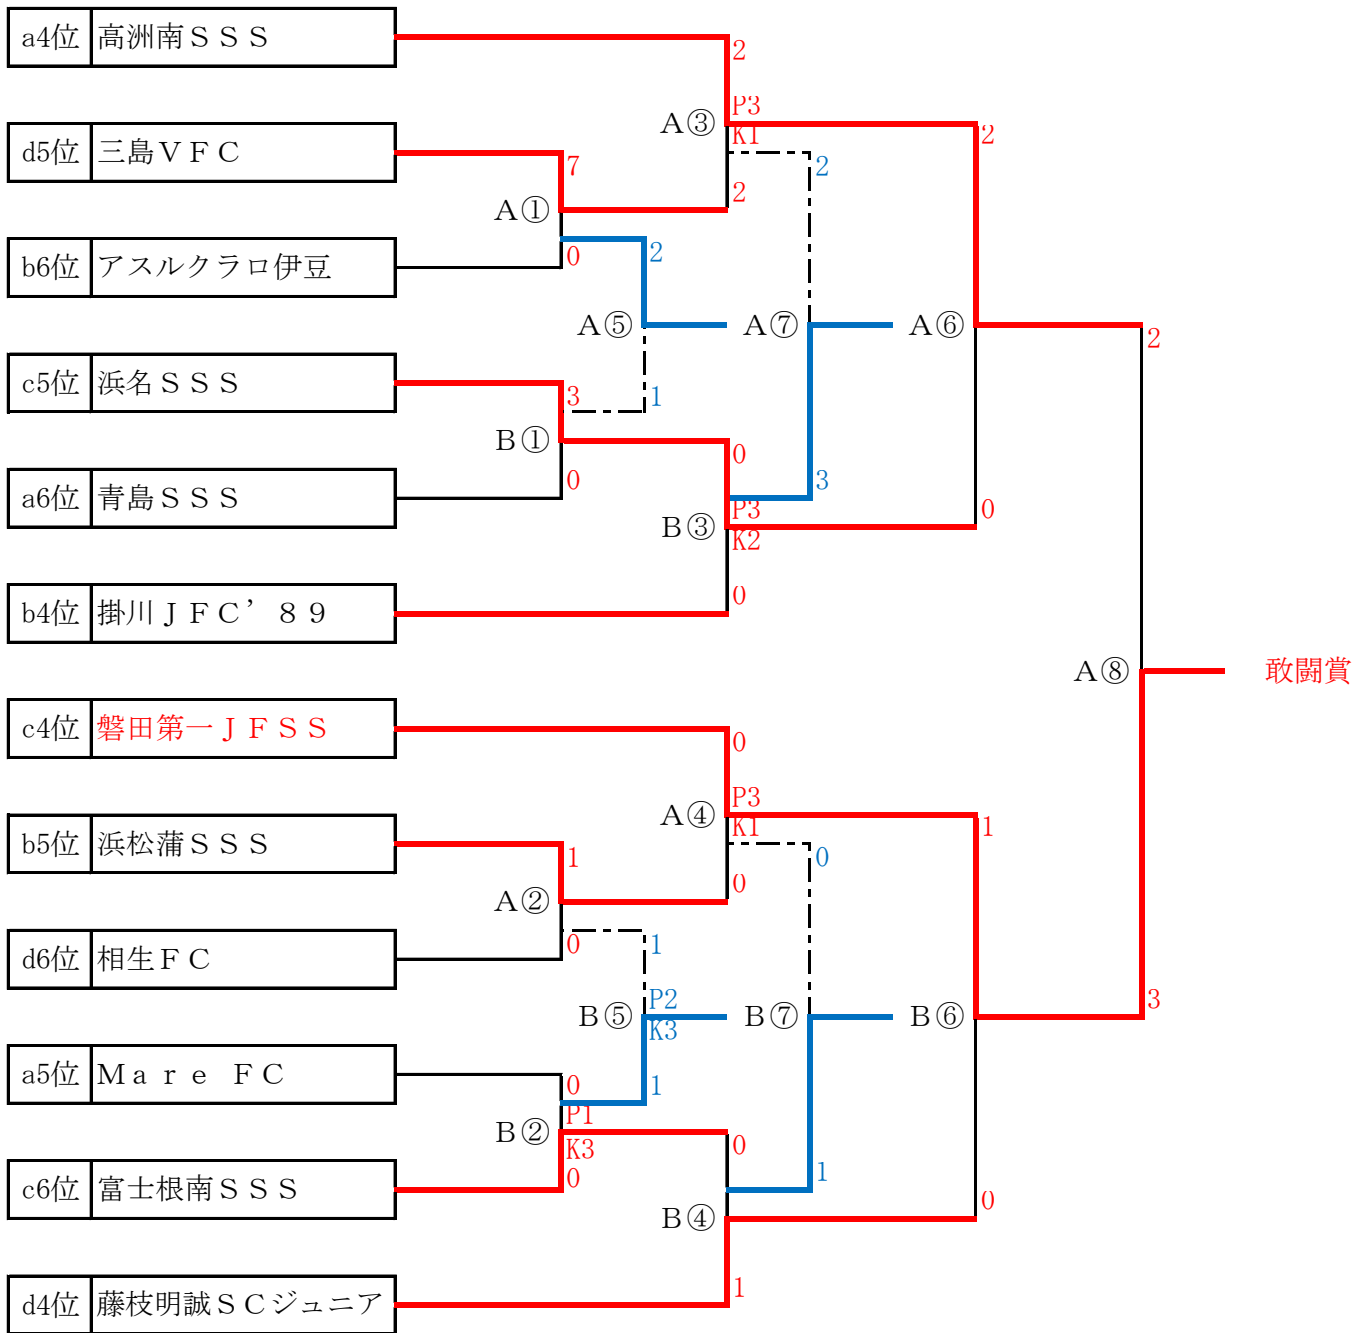 a4位 高洲南ＳＳＳ
2
P3
A③
K1
2
d5位 三島ＶＦＣ
7
2
2
A①
b6位 アスルクラロ伊豆
0
2
A⑤
A⑦
A⑥
2
c5位 浜名ＳＳＳ
3
1
B①
0
a6位 青島ＳＳＳ
0
3
P3
B③
K2
0
b4位 掛川ＪＦＣ’８９
0
A⑧
敢闘賞
c4位 磐田第一ＪＦＳＳ
0
P3
A④
K1
1
b5位 浜松蒲ＳＳＳ
1
0
0
A②
d6位 相生ＦＣ
0
1
P2
B⑤
K3
B⑦
B⑥
3
a5位 Ｍａｒｅ　ＦＣ
0
1
P1
B②
K3
0
c6位 富士根南ＳＳＳ
0
1
B④
0
d4位 藤枝明誠ＳＣジュニア
1